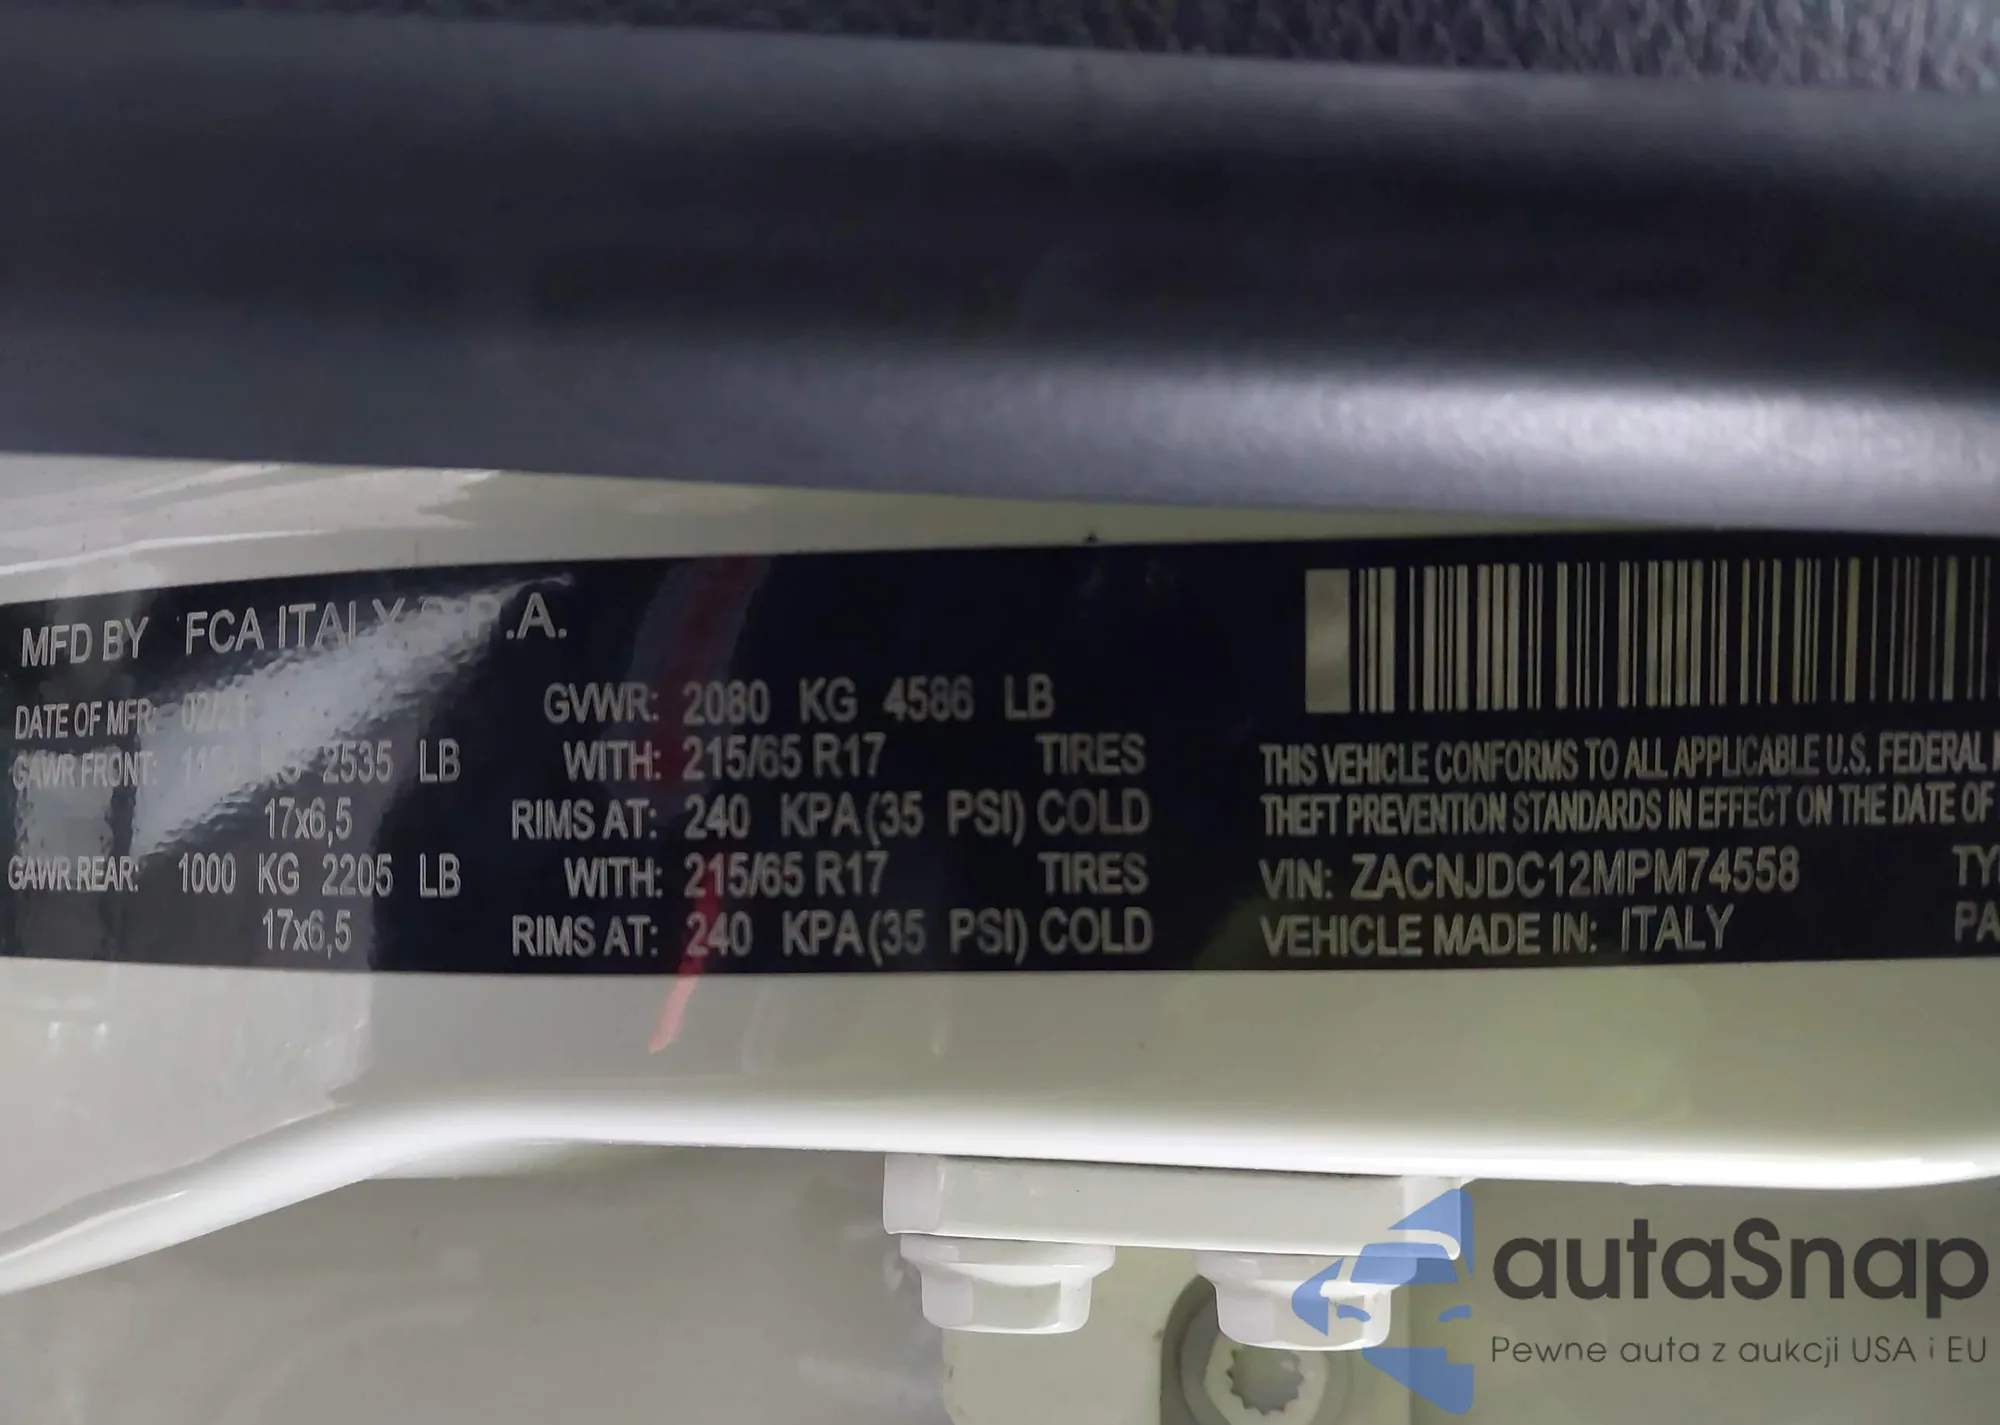 MFD BY FCA ITALY S.P.A.
DATE OF MFR: 02/21 GVWR: 2080 KG 4586 LB
GAWR FRONT: KG 2535 LB WITH: 215/65 R17 TIRES
17x6,5 RIMS AT: 240 KPA(35 PSI) COLD
GAWR REAR: 1000 KG 2205 LB WITH: 215/65 R17 TIRES
17x6,5 RIMS AT: 240 KPA(35 PSI) COLD
THIS VEHICLE CONFORMS TO ALL APPLICABLE U.S. FEDERAL
THEFT PREVENTION STANDARDS IN EFFECT ON THE DATE OF
VIN: ZACNJDC12MPM74558
VEHICLE MADE IN: ITALY
autaSnap
Pewne auta z aukcji USA i EU